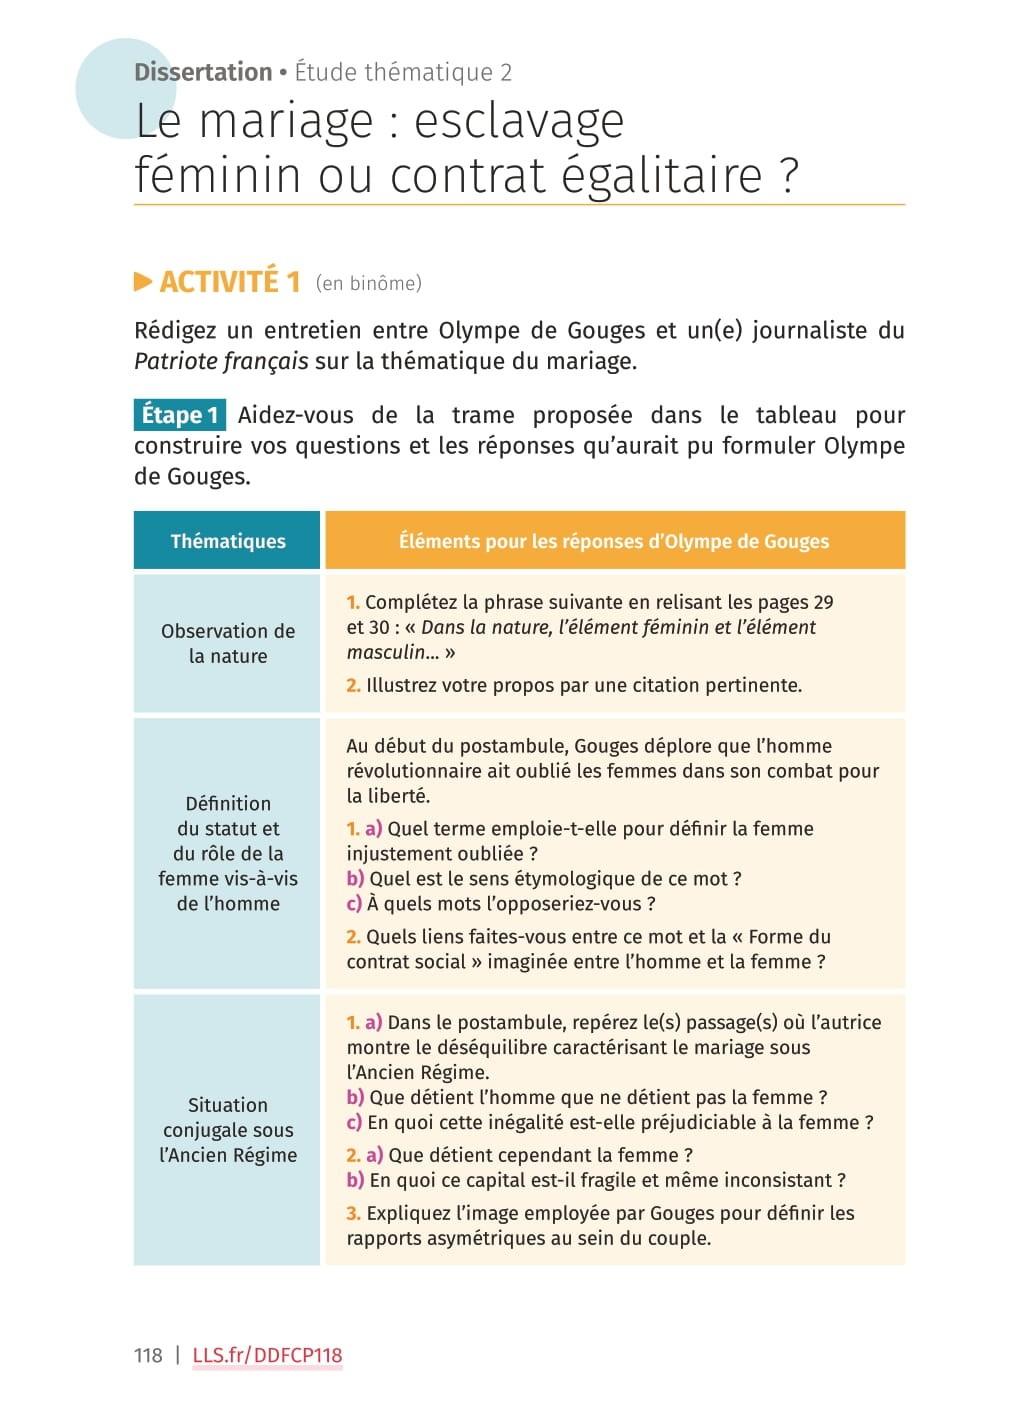 Dissertation • Étude thématique 2
Le mariage : esclavage
féminin ou contrat égalitaire ?
ACTIVITÉ 1 (en binôme)
Rédigez un entretien entre Olympe de Gouges et un(e) journaliste du
Patriote français sur la thématique du mariage.
Étape 1 Aidez-vous de la trame proposée dans le tableau pour
construire vos questions et les réponses qu’aurait pu formuler Olympe
de Gouges.
Thématiques
Éléments pour les réponses d’Olympe de Gouges
Observation de
la nature
1. Complétez la phrase suivante en relisant les pages 29
et 30 : « Dans la nature, l’élément féminin et l’élément
masculin... »
2. Illustrez votre propos par une citation pertinente.
Définition
du statut et
du rôle de la
femme vis-à-vis
de l’homme
Au début du postambule, Gouges déplore que l’homme
révolutionnaire ait oublié les femmes dans son combat pour
la liberté.
1. a) Quel terme emploie-t-elle pour définir la femme
injustement oubliée ?
b) Quel est le sens étymologique de ce mot ?
c) À quels mots l’opposeriez-vous ?
2. Quels liens faites-vous entre ce mot et la « Forme du
contrat social » imaginée entre l’homme et la femme ?
Situation
conjugale sous
l’Ancien Régime
1. a) Dans le postambule, repérez le(s) passage(s) où l’autrice
montre le déséquilibre caractérisant le mariage sous
l’Ancien Régime.
b) Que détient l’homme que ne détient pas la femme ?
c) En quoi cette inégalité est-elle préjudiciable à la femme ?
2. a) Que détient cependant la femme ?
b) En quoi ce capital est-il fragile et même inconsistant ?
3. Expliquez l’image employée par Gouges pour définir les
rapports asymétriques au sein du couple.
118 | LLS.fr/DDFCP118